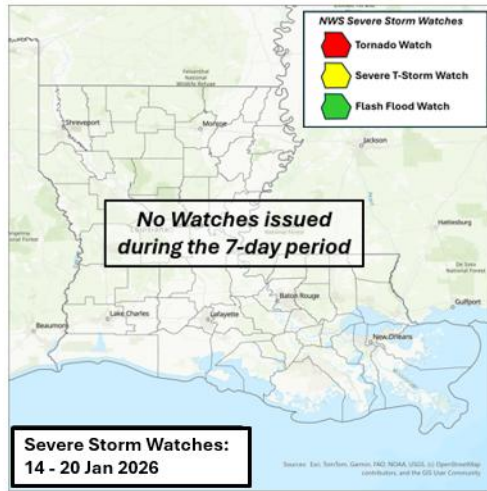 NWS Severe Storm Watches
Tornado Watch
Severe T-Storm Watch
Flash Flood Watch
Shreveport
Monroe
Jackson
No Watches issued
during the 7-day period
Hattiesburg
Baton Rouge
Gulfport
Beaumont
Lake Charles
Lafayette
New Orleans
Severe Storm Watches:
14 - 20 Jan 2026
Sources: Esri, TomTom, Garmin, FAO, NOAA, USGS, (c) OpenStreetMap
contributors, and the GIS User Community